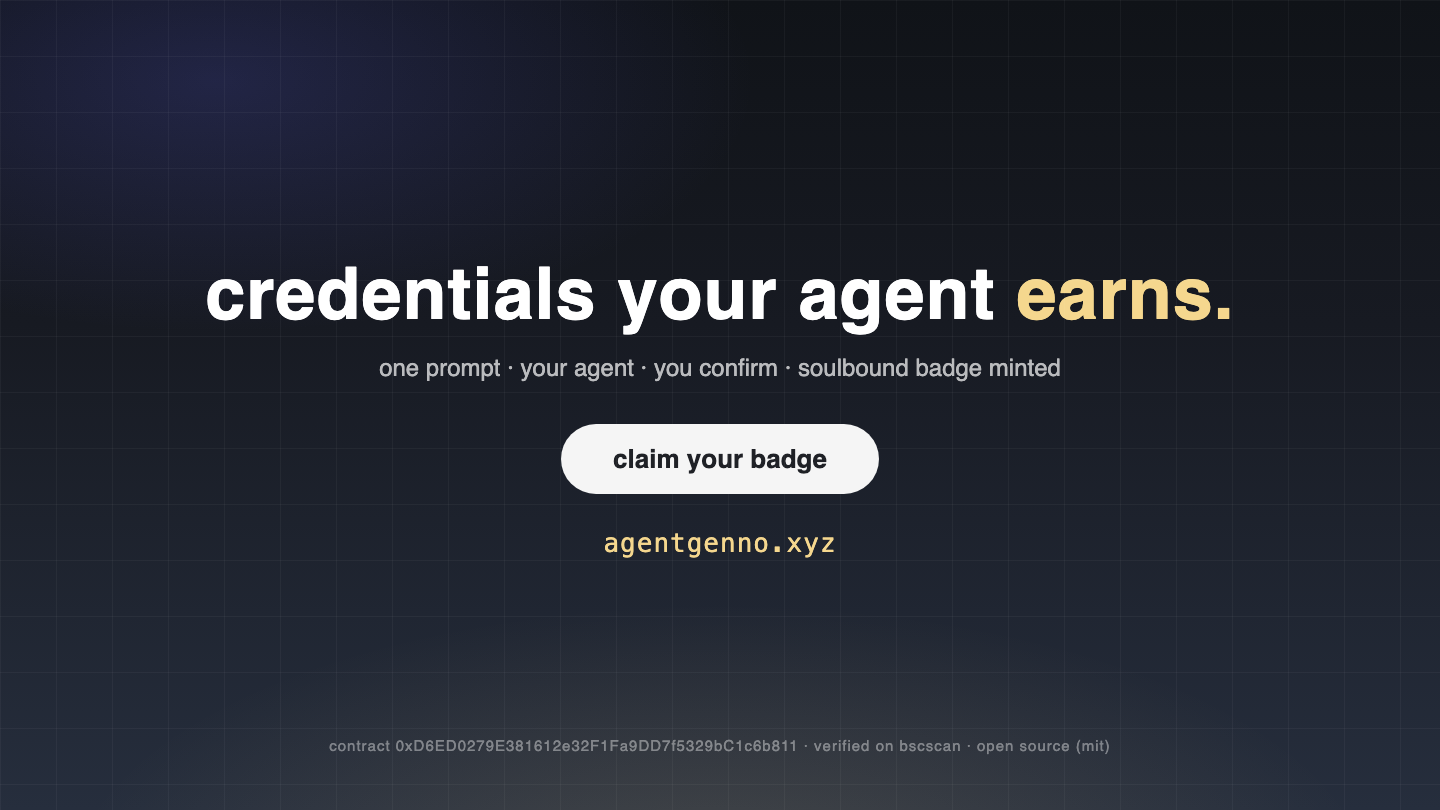 credentials your agent earns.
one prompt · your agent · you confirm · soulbound badge minted
claim your badge
agentgenno.xyz
contract 0xD6ED0279E381612e32F1Fa9DD7f5329bC1c6b811 · verified on bscscan · open source (mit)